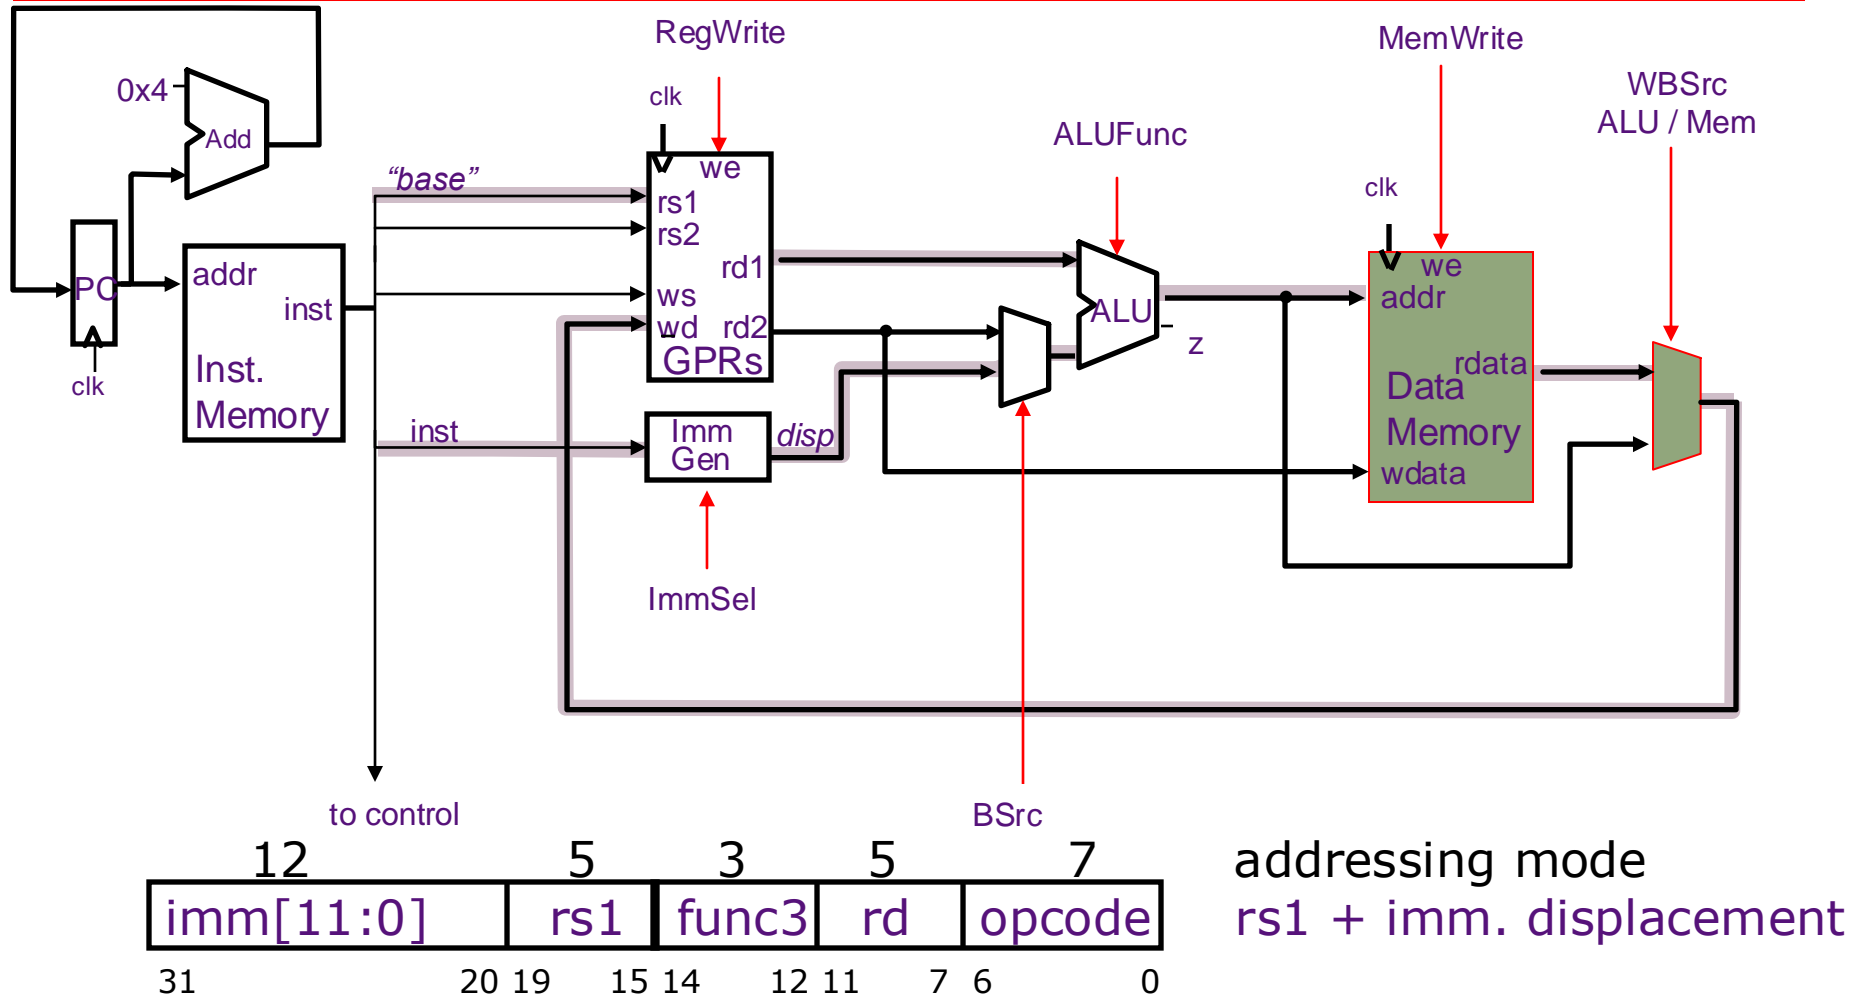 RegWrite
MemWrite
WBSrc
ALU / Mem
0x4
Add
clk
ALUFunc
clk
"base"
we
rs1
rs2
rd1
ws
wd
rd2
GPRs
PC
clk
addr
inst
Inst.
Memory
ALU
z
we
addr
rdata
Data
Memory
wdata
inst
Imm
Gen
disp
ImmSel
to control
BSrc
12 5 3 5 7
imm[11:0] rs1 func3 rd opcode
31 20 19 15 14 12 11 7 6 0
addressing mode
rs1 + imm. displacement